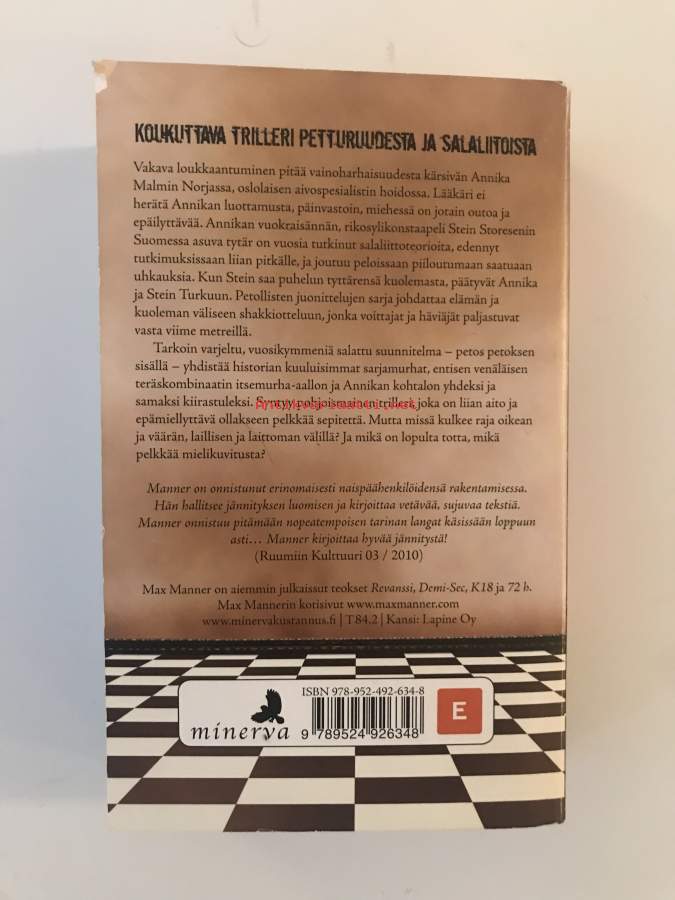 KOUKUTTAVA TRILLERI PETTURUUDESTA JA SALALIITOISTA
Vakava loukkaantuminen pitää vainoharhaisuudesta kärsivän Annika
Malmin Norjassa, oslolaisen aivospesialistin hoidossa. Lääkäri ei
herätä Annikan luottamusta, päinvastoin, miehessä on jotain outoa ja
epäilyttävää. Annikan vuokraisännän, rikosylikonstaapeli Stein Storesenin
Suomessa asuva tytär on vuosia tutkinut salaliittoteorioita, edennyt
tutkimuksissaan liian pitkälle, ja joutuu peloissaan piiloutumaan saatuaan
uhkauksia. Kun Stein saa puhelun tyttärensä kuolemasta, päätyvät Annika
ja Stein Turkuun. Petollisten juonittelujen sarja johdattaa elämän ja
kuoleman väliseen shakkiotteluun, jonka voittajat ja häviäjät paljastuvat
vasta viime metreillä.
Tarkoin varjeltu, vuosikymmeniä salattu suunnitelma – petos petoksen
sisällä – yhdistää historian kuuluisimmat sarjamurhat, entisen venäläisen
teräskombinaatin itsemurha-aallon ja Annikan kohtalon yhdeksi ja
samaksi kiirastuleksi. Syntyy pohjoismainen trilleri, joka on liian aito ja
epämiellyttävä ollakseen pelkkää sepitettä. Mutta missä kulkee raja oikean
ja väärän, laillisen ja laittoman välillä? Ja mikä on lopulta totta, mikä
pelkkää mielikuvitusta?
Manner on onnistunut erinomaisesti naispäähenkilöidensä rakentamisessa.
Hän hallitsee jännityksen luomisen ja kirjoittaa vetävää, sujuvaa tekstiä.
Manner onnistuu pitämään nopeatempoisen tarinan langat käsissään loppuun
asti... Manner kirjoittaa hyvää jännitystä!
(Ruumiin Kulttuuri 03 / 2010)
Max Manner on aiemmin julkaissut teokset Revanssi, Demi-Sec, K18 ja 72 h.
Max Mannerin kotisivut www.maxmanner.com
www.minervakustannus.fi | T 84.2 | Kansi: Lapine Oy
ISBN 978-952-492-634-8
minerva
9 789524 926348
E